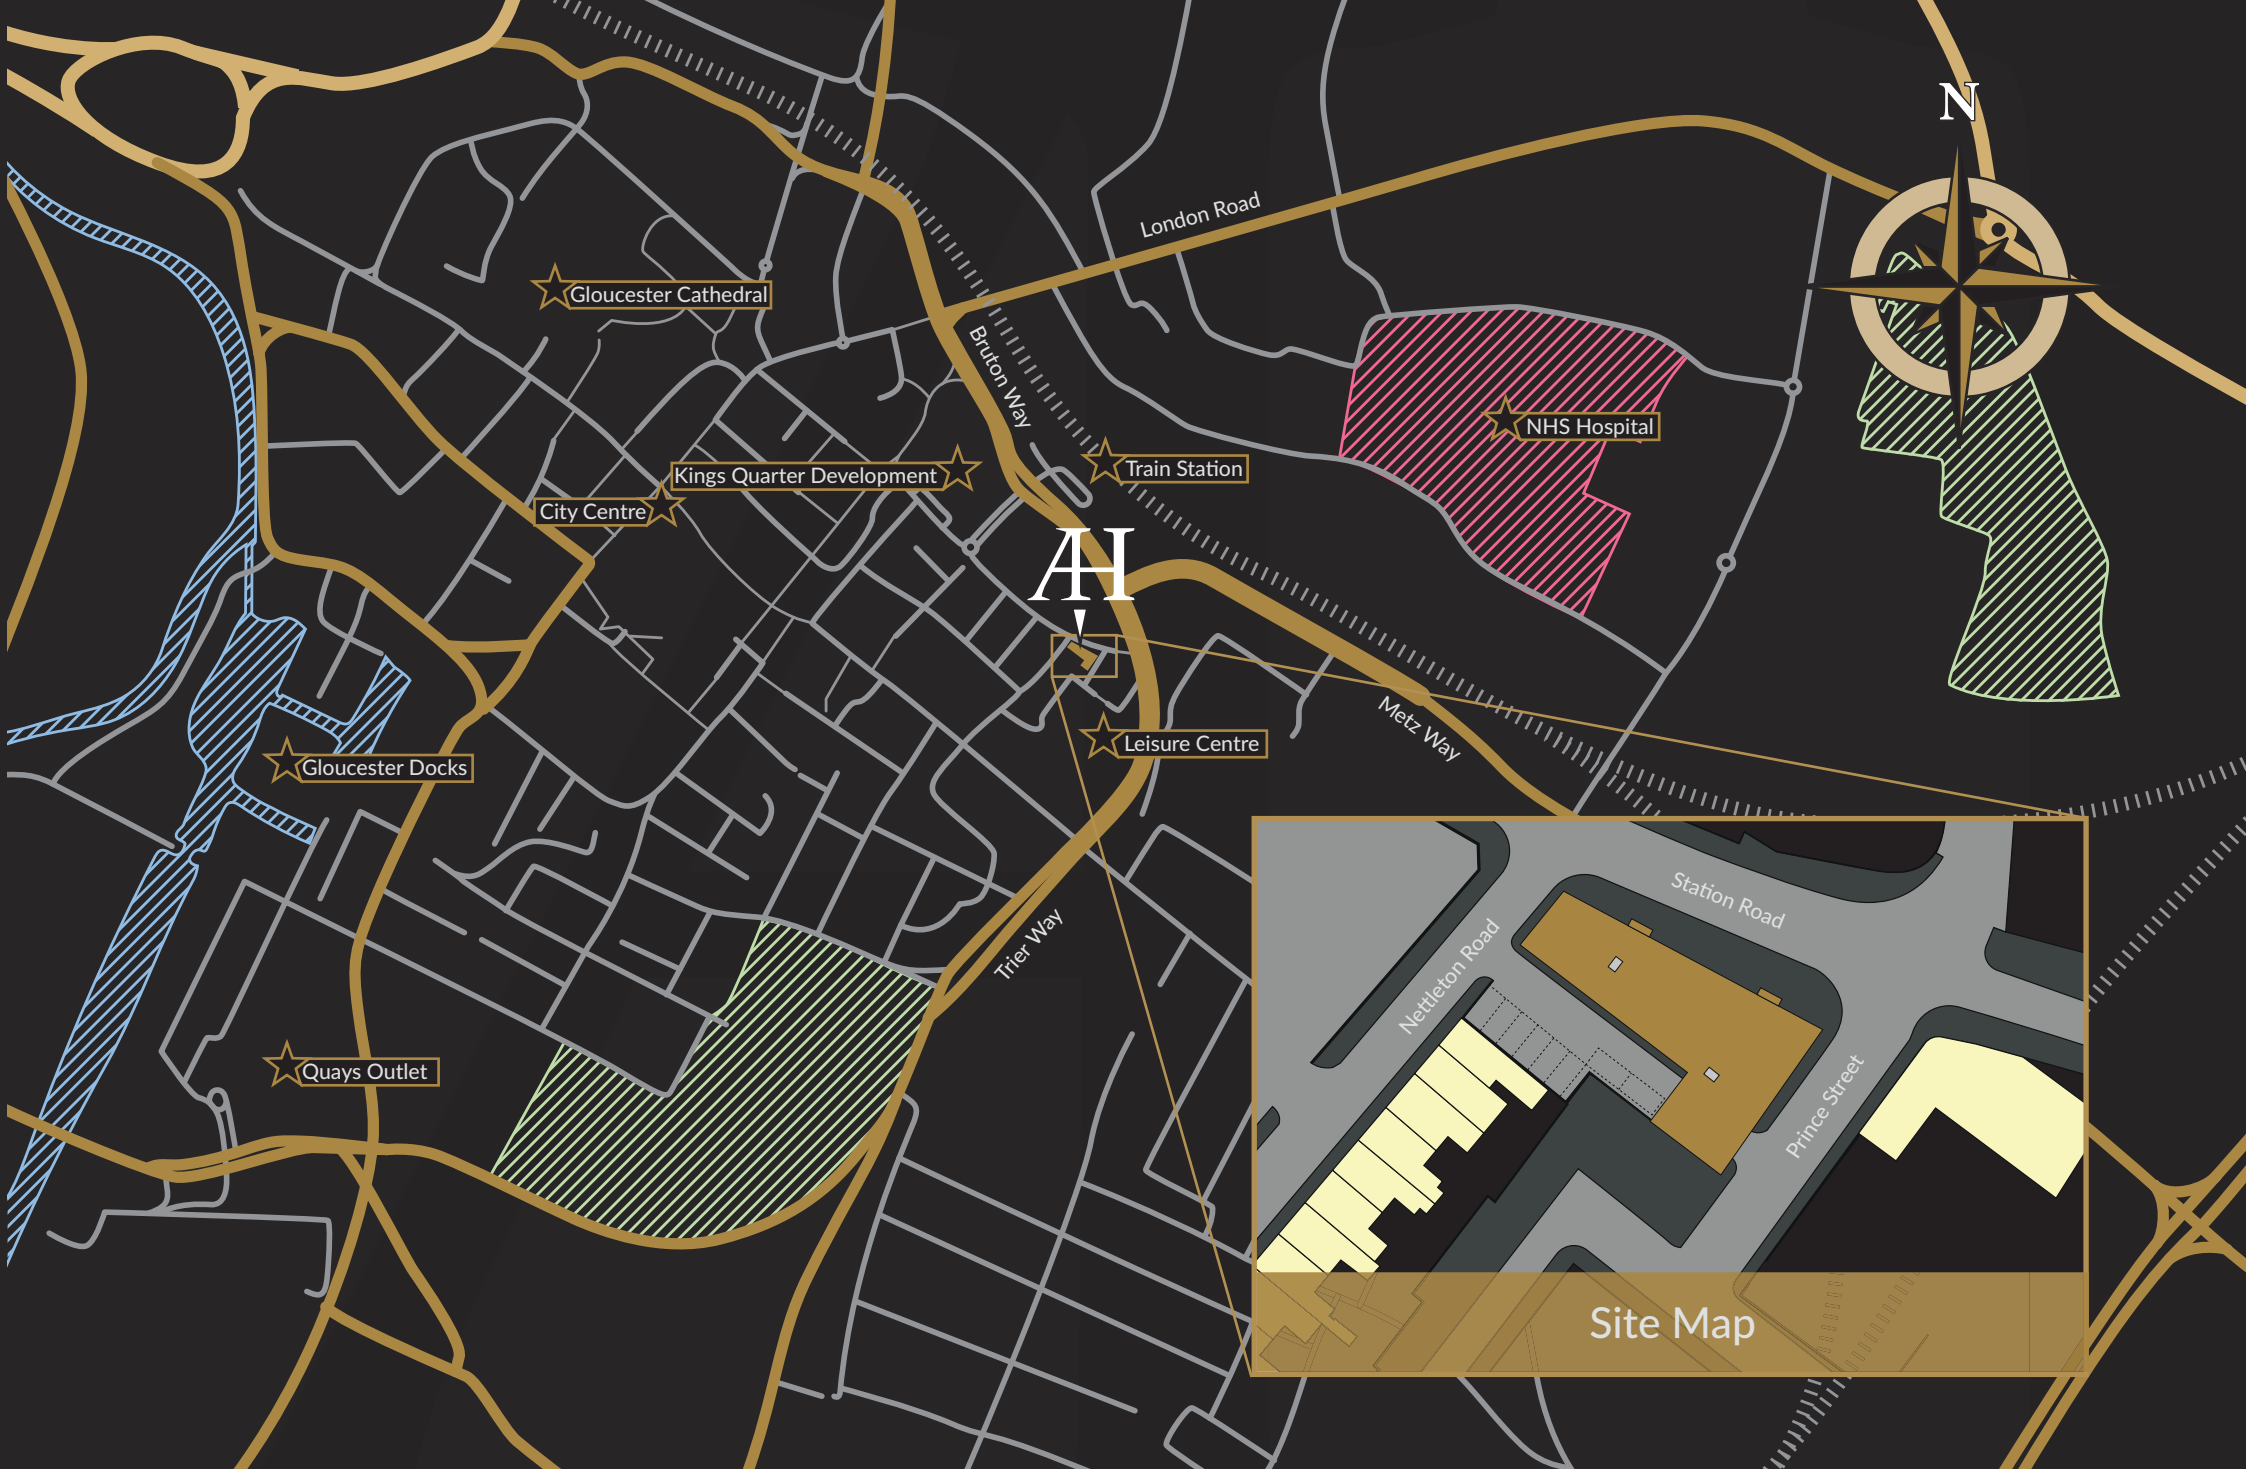 N
London Road
Gloucester Cathedral
Bruton Way
NHS Hospital
Kings Quarter Development
Train Station
City Centre
AH
Metz Way
Leisure Centre
Gloucester Docks
Trier Way
Station Road
Nettleton Road
Prince Street
Quays Outlet
Site Map